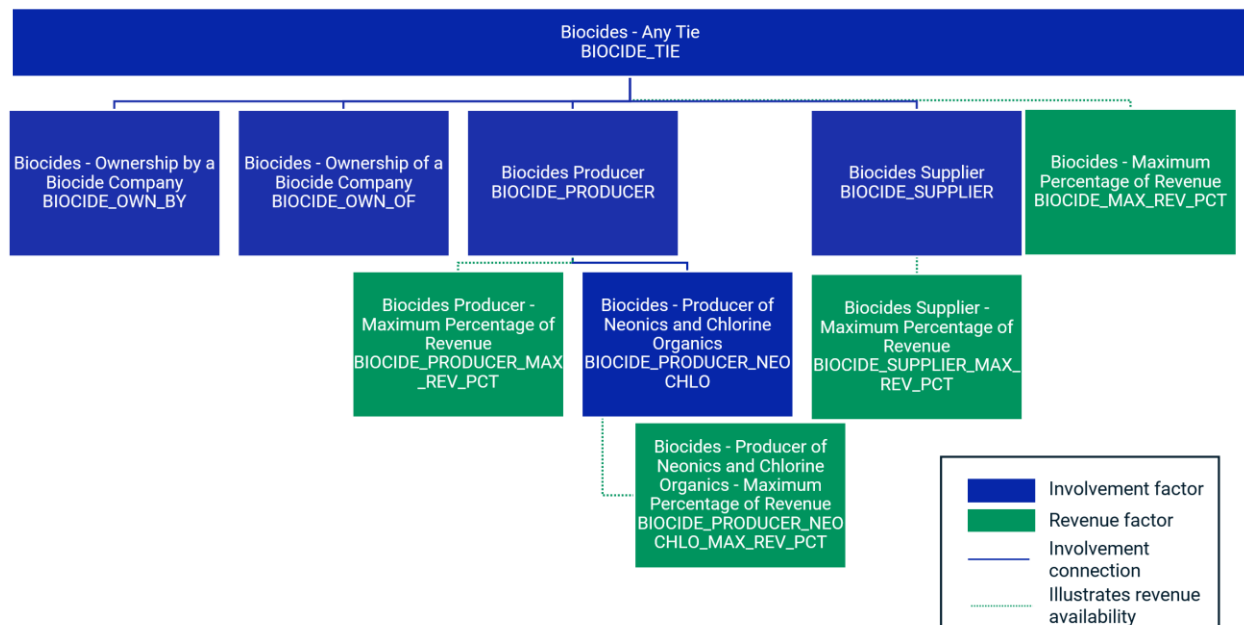 Biocides - Any Tie
BIOCIDE_TIE
Biocides - Ownership by a
Biocide Company
BIOCIDE_OWN_BY
Biocides - Ownership of a
Biocide Company
BIOCIDE_OWN_OF
Biocides Producer
BIOCIDE_PRODUCER
Biocides Supplier
BIOCIDE_SUPPLIER
Biocides - Maximum
Percentage of Revenue
BIOCIDE_MAX_REV_PCT
Biocides Producer -
Maximum Percentage of
Revenue
BIOCIDE_PRODUCER_MAX
_REV_PCT
Biocides - Producer of
Neonics and Chlorine
Organics
BIOCIDE_PRODUCER_NEO
CHLO
Biocides Supplier -
Maximum Percentage of
Revenue
BIOCIDE_SUPPLIER_MAX_
REV_PCT
Biocides - Producer of
Neonics and Chlorine
Organics - Maximum
Percentage of Revenue
BIOCIDE_PRODUCER_NEO
CHLO_MAX_REV_PCT
Involvement factor
Revenue factor
Involvement
connection
Illustrates revenue
availability